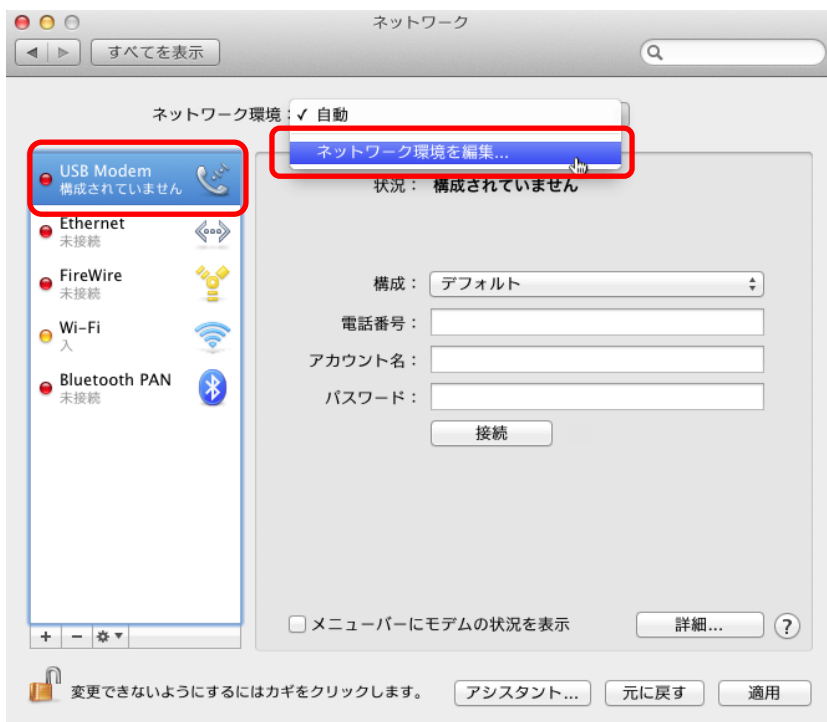 ネットワーク
すべてを表示
ネットワーク環境：✓ 自動
ネットワーク環境を編集...
USB Modem
構成されていません
状況： 構成されていません
Ethernet
未接続
FireWire
未接続
構成： デフォルト
Wi-Fi
入
電話番号：
アカウント名：
Bluetooth PAN
未接続
パスワード：
接続
メニューバーにモデムの状況を表示
詳細...
?
+ −
変更できないようにするにはカギをクリックします。
アシスタント...
元に戻す
適用